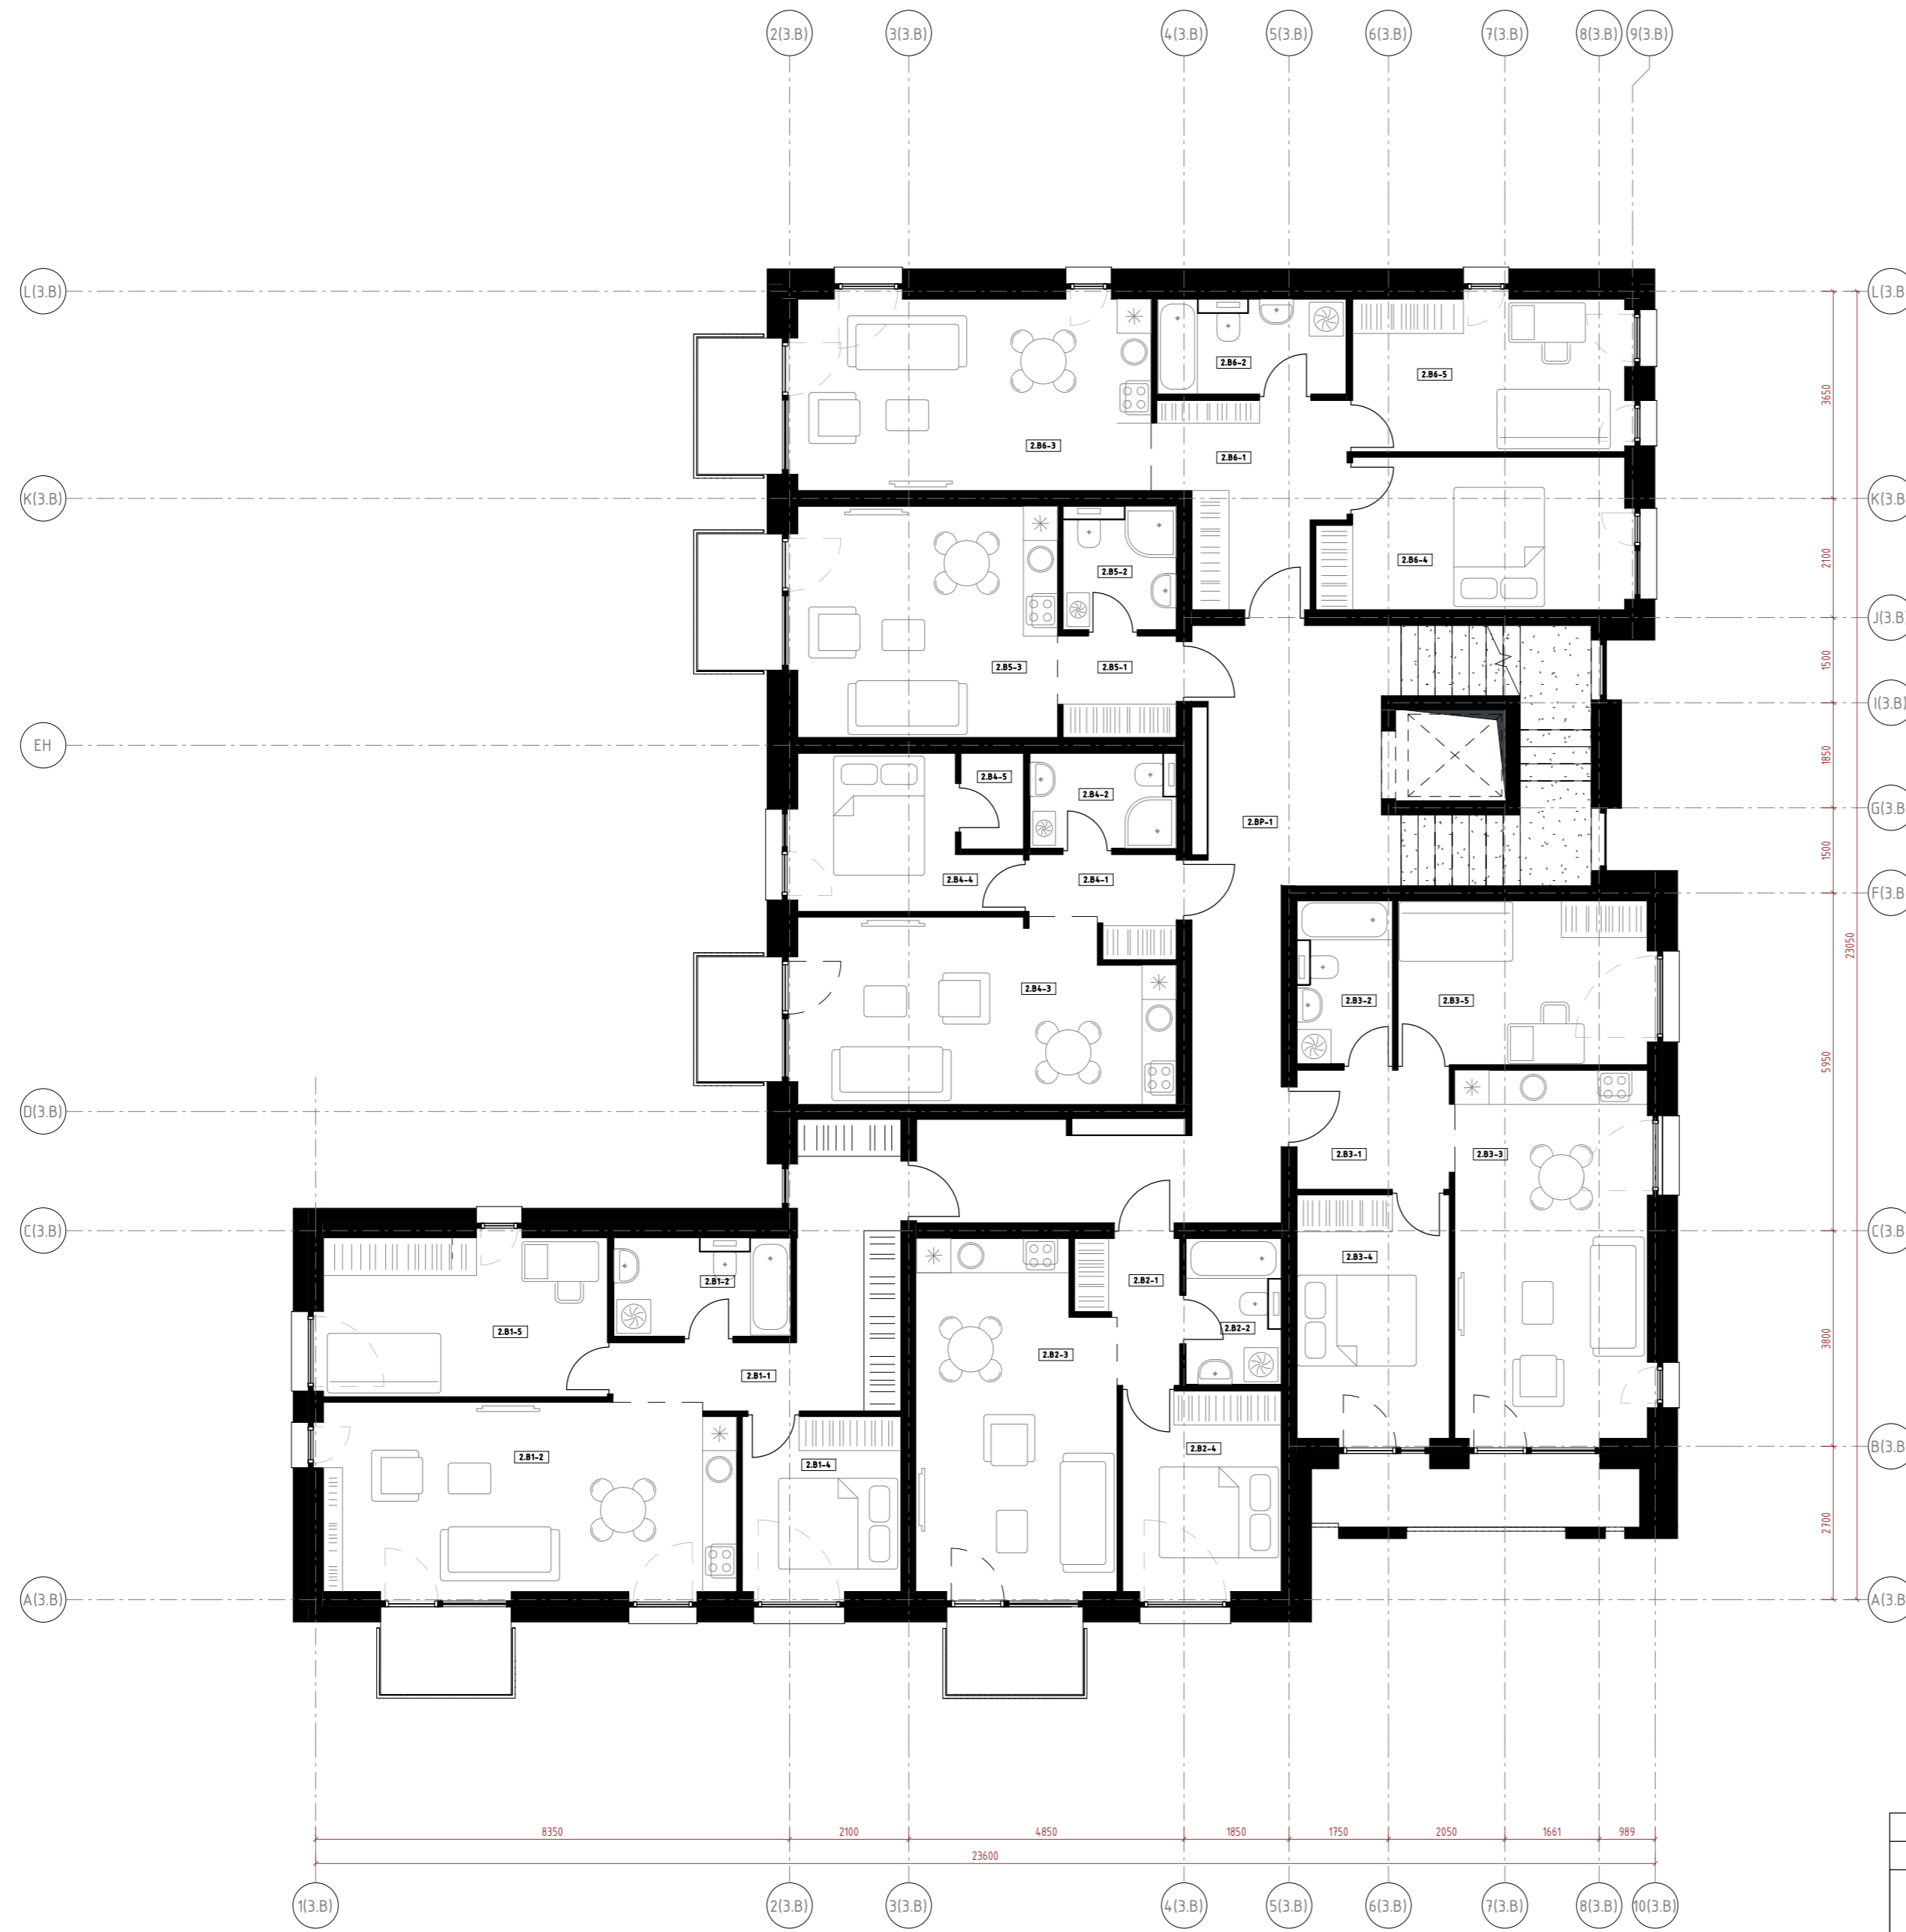 2(3.B) 3(3.B) 4(3.B) 5(3.B) 6(3.B) 7(3.B) 8(3.B) 9(3.B)
L(3.B) L(3.B
2.B6-2
2.B6-5
3650
2.B6-3
2.B6-1
K(3.B) K(3.B
2.B6-4
2.B5-2
2100
J(3.B)
2.B5-3
2.B5-1
1500
I(3.B)
EH
1850
2.B4-5
2.B4-2
G(3.B
2.BP-1
1500
2.B4-4
2.B4-1
F(3.B
23050
2.B4-3
2.B3-2
2.B3-5
5950
D(3.B)
2.B3-1
2.B3-3
C(3.B) C(3.B
2.B3-4
2.B1-2
2.B2-1
2.B1-5
2.B2-2
2.B2-3
3800
2.B1-1
2.B1-2
2.B1-4
2.B2-4
B(3.B
2700
A(3.B) A(3.B
8350 2100 4850 1850 1750 2050 1661 989
23600
1(3.B) 2(3.B) 3(3.B) 4(3.B) 5(3.B) 6(3.B) 7(3.B) 8(3.B) 10(3.B)